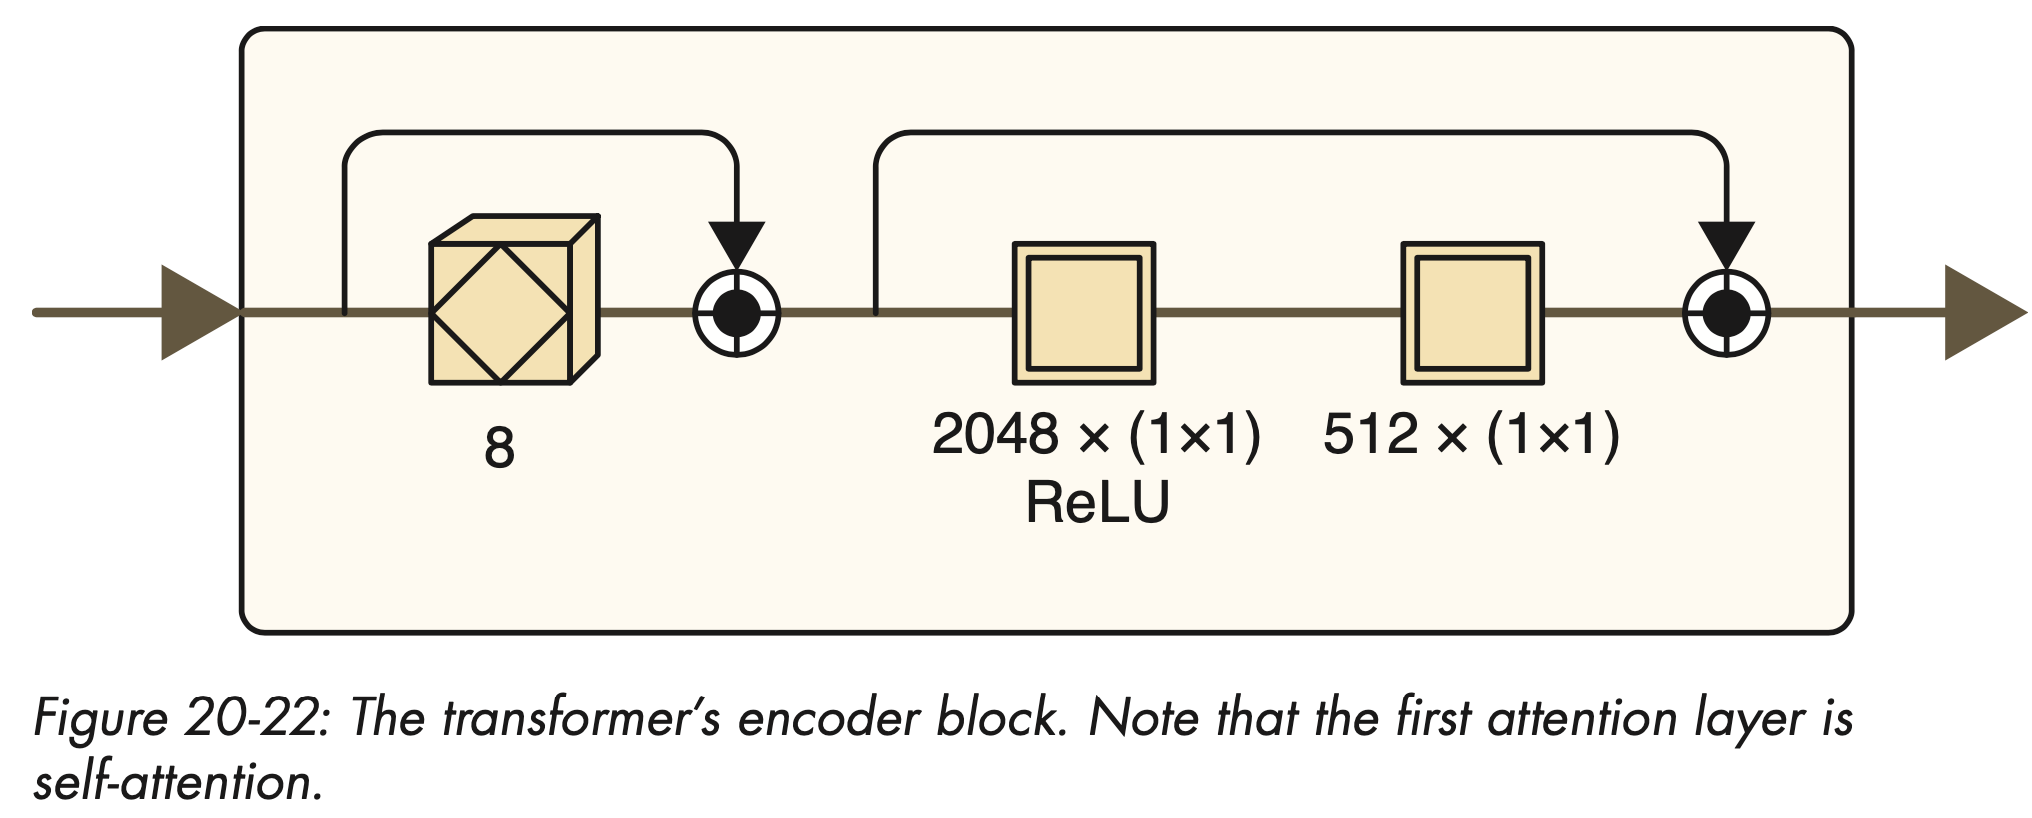 8
2048 × (1×1)
ReLU
512 × (1×1)
Figure 20-22: The transformer’s encoder block. Note that the first attention layer is
self-attention.